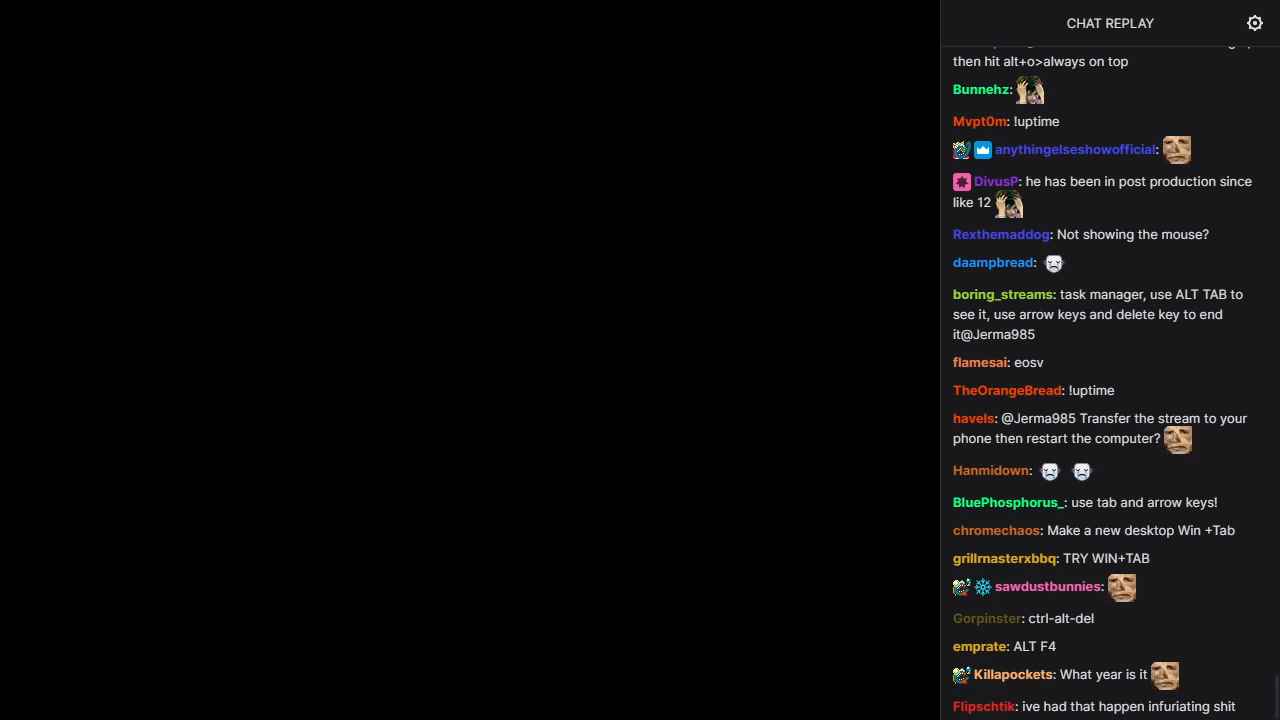 CHAT REPLAY
then hit alt+o>always on top
Bunnehz:
Mvpt0m: !uptime
anythingelseshowofficial:
DivusP: he has been in post production since
like 12
Rexthemaddog: Not showing the mouse?
daampbread:
boring_streams: task manager, use ALT TAB to
see it, use arrow keys and delete key to end
it@Jerma985
flamesai: eosv
TheOrangeBread: !uptime
havels: @Jerma985 Transfer the stream to your
phone then restart the computer?
Hanmidown:
BluePhosphorus_: use tab and arrow keys!
chromechaos: Make a new desktop Win +Tab
grillrnasterxbbq: TRY WIN+TAB
sawdustbunnies:
Gorpinster: ctrl-alt-del
emprate: ALT F4
Killapockets: What year is it
Flipschtik: ive had that happen infuriating shit